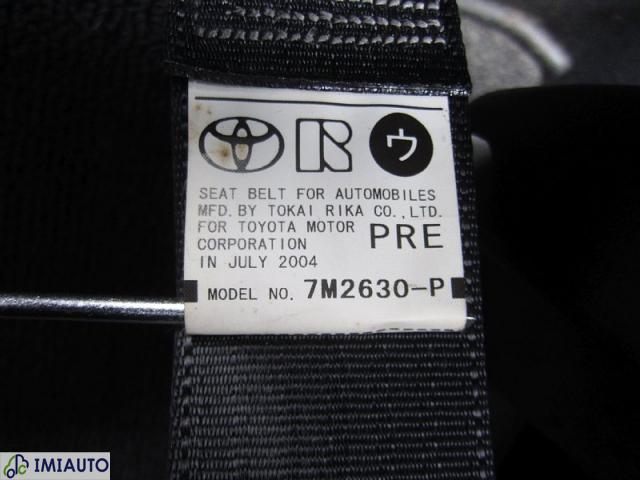 R ウ
SEAT BELT FOR AUTOMOBILES
MFD. BY TOKAI RIKA CO., LTD.
FOR TOYOTA MOTOR
CORPORATION PRE
IN JULY 2004
MODEL NO. 7M2630-P
IMIAUTO